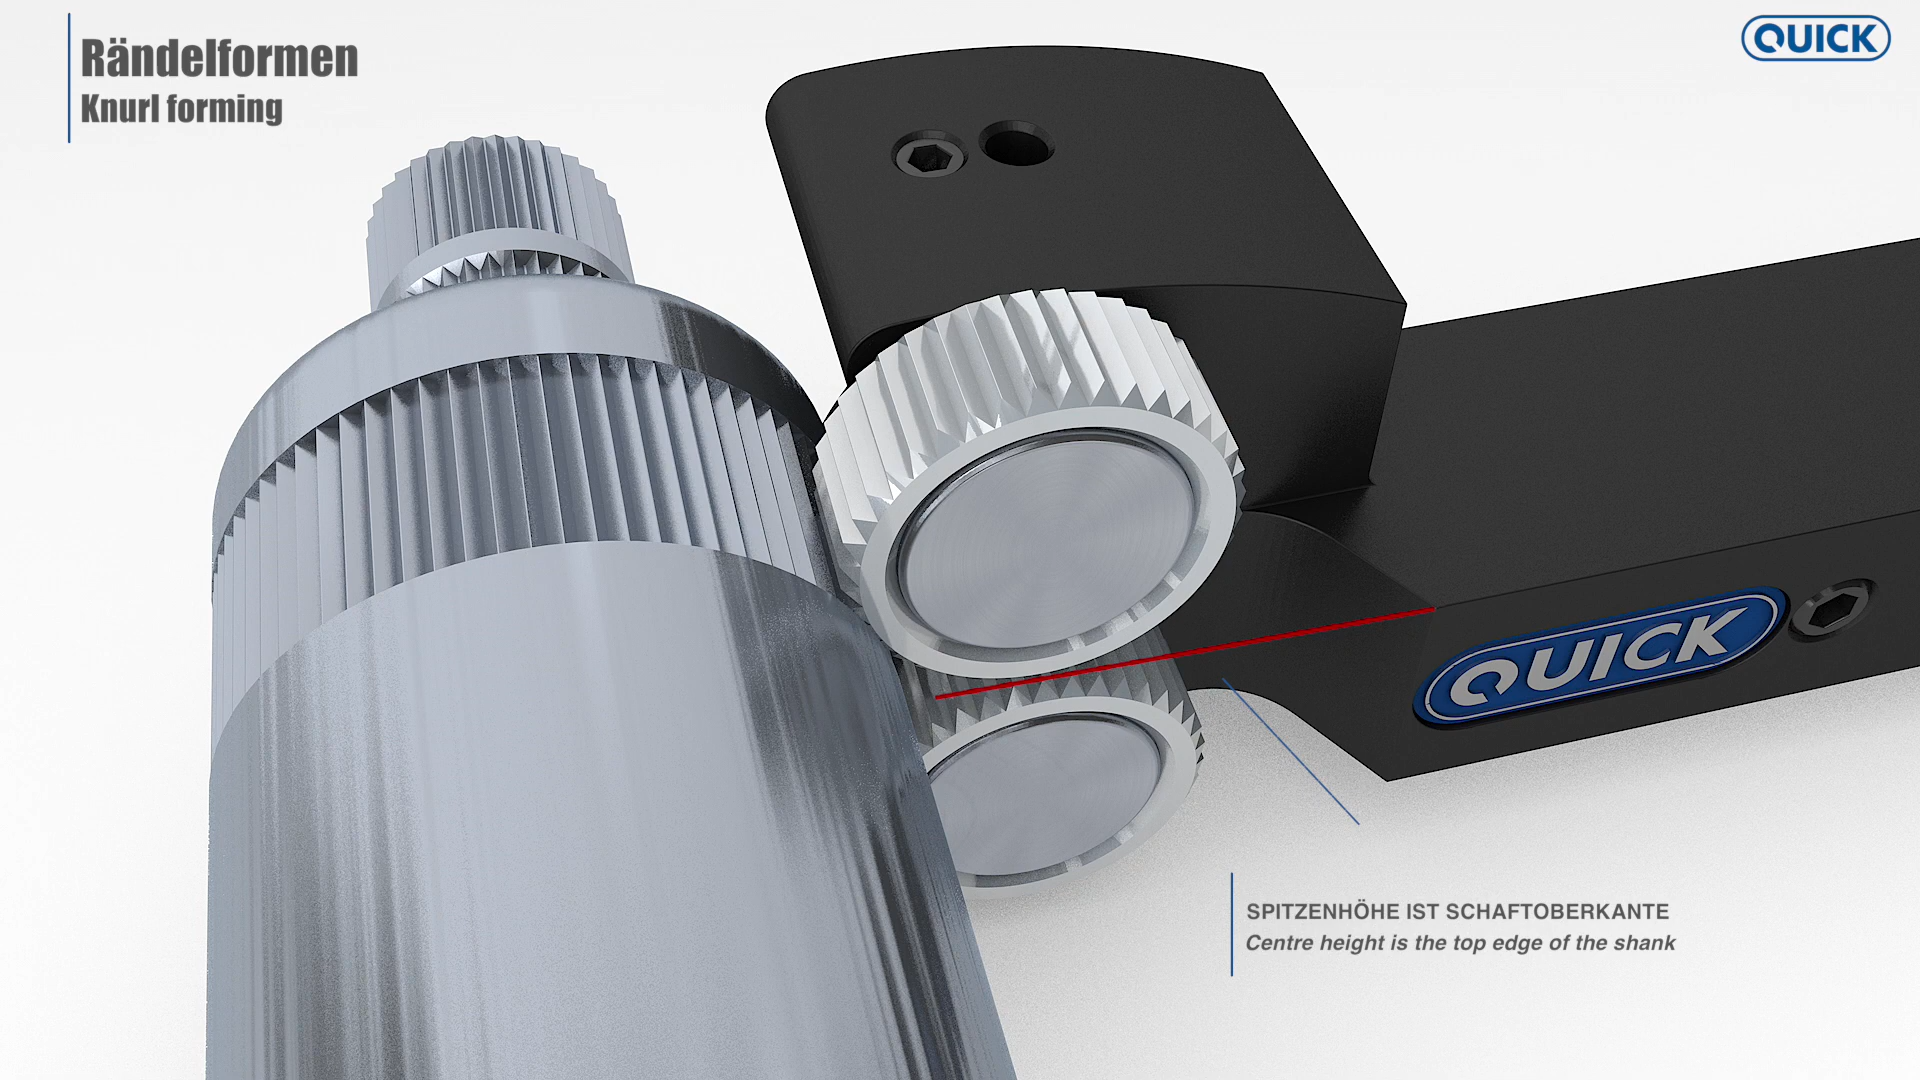 Rändelformen
Knurl forming
QUICK
QUICK
SPITZENHÖHE IST SCHAFTOBERKANTE
Centre height is the top edge of the shank